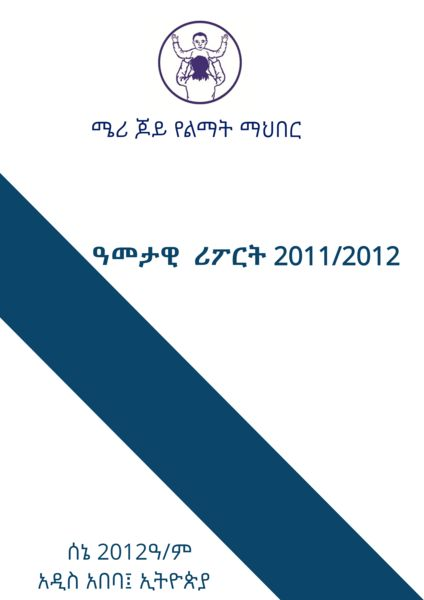 ሜሪ ጆይ የልማት ማህበር
ዓመታዊ ሪፖርት 2011/2012
ሰኔ 2012ዓ/ም
አዲስ አበባ፤ ኢትዮጵያ